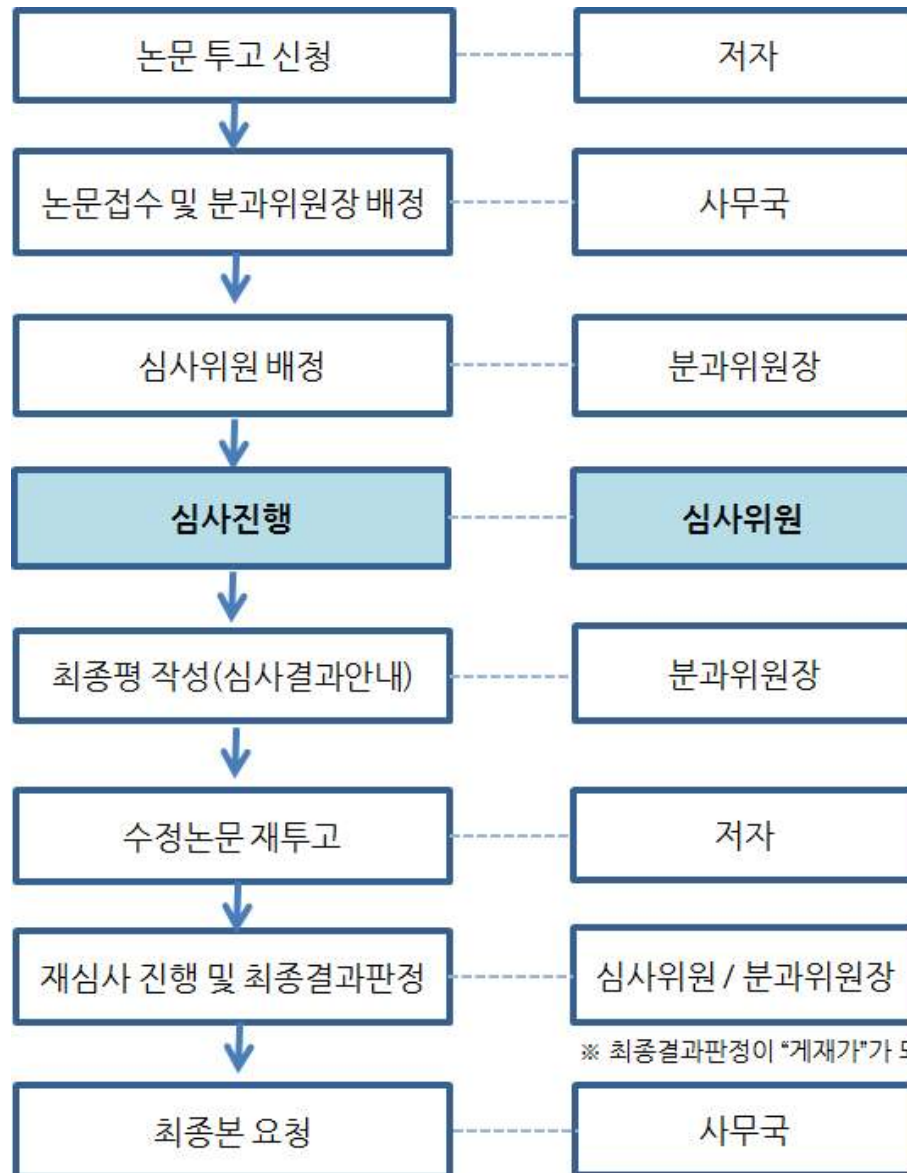 논문 투고 신청 저자
논문접수 및 분과위원장 배정 사무국
심사위원 배정 분과위원장
심사진행 심사위원
최종평 작성(심사결과안내) 분과위원장
수정논문 재투고 저자
재심사 진행 및 최종결과판정 심사위원 / 분과위원장
※ 최종결과판정이 “게재가”가
최종본 요청 사무국